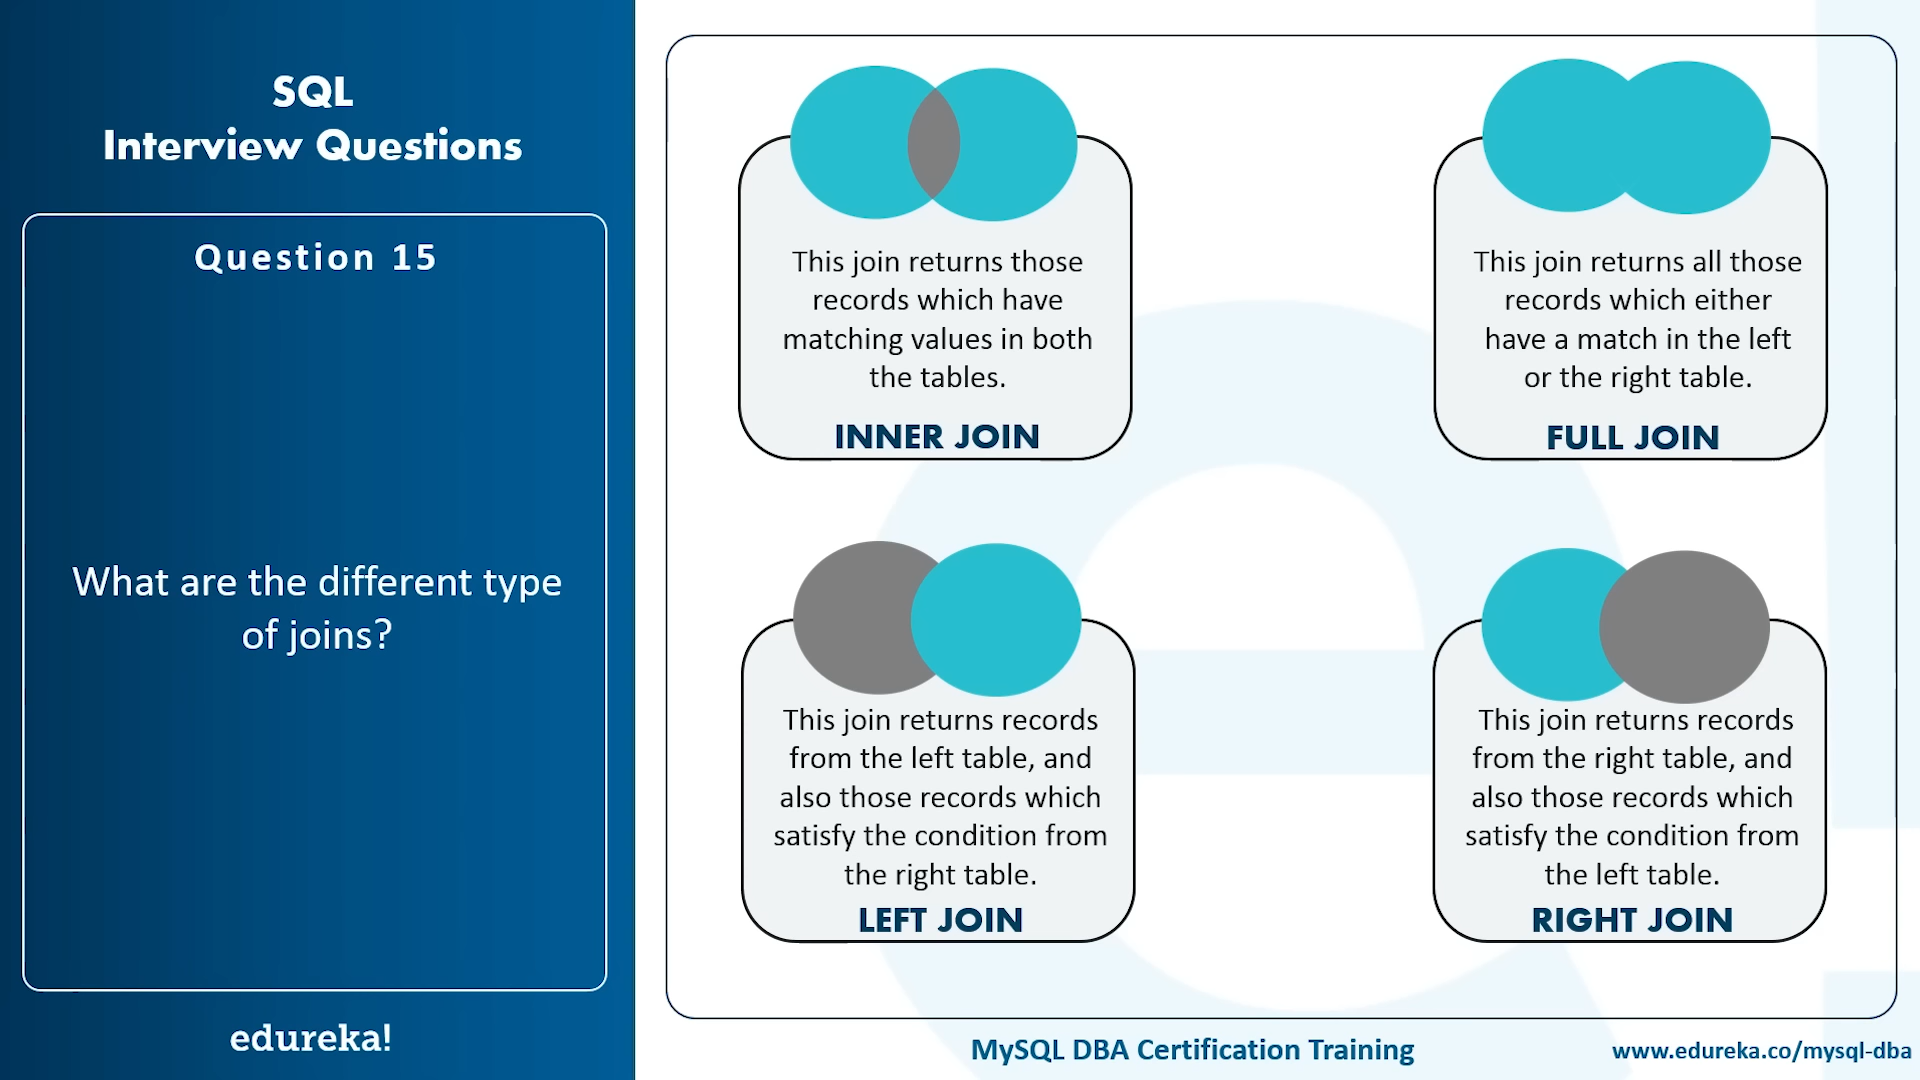 SQL
Interview Questions
Question 15
What are the different type
of joins?
edureka!
This join returns those
records which have
matching values in both
the tables.
INNER JOIN
This join returns all those
records which either
have a match in the left
or the right table.
FULL JOIN
This join returns records
from the left table, and
also those records which
satisfy the condition from
the right table.
LEFT JOIN
This join returns records
from the right table, and
also those records which
satisfy the condition from
the left table.
RIGHT JOIN
MySQL DBA Certification Training
www.edureka.co/mysql-dba